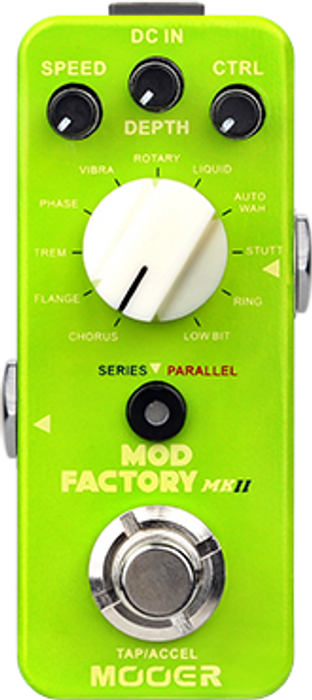 DC IN
SPEED CTRL
DEPTH
ROTARY
VIBRA LIQUID
PHASE AUTO WAH
TREM STUTT
FLANGE RING
CHORUS LOW BIT
SERIES PARALLEL
MOD
FACTORY MKII
TAP/ACCEL
MOOER